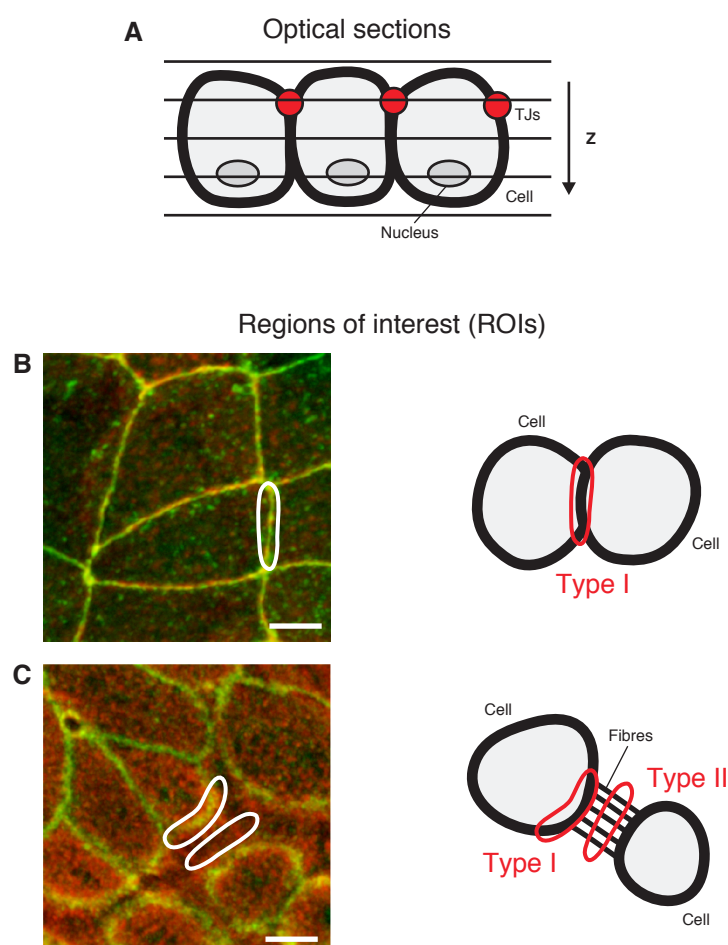 A
Optical sections
TJs
z
Cell
Nucleus
Regions of interest (ROIs)
B
Cell
Cell
Type I
C
Cell
Fibres
Type II
Type I
Cell